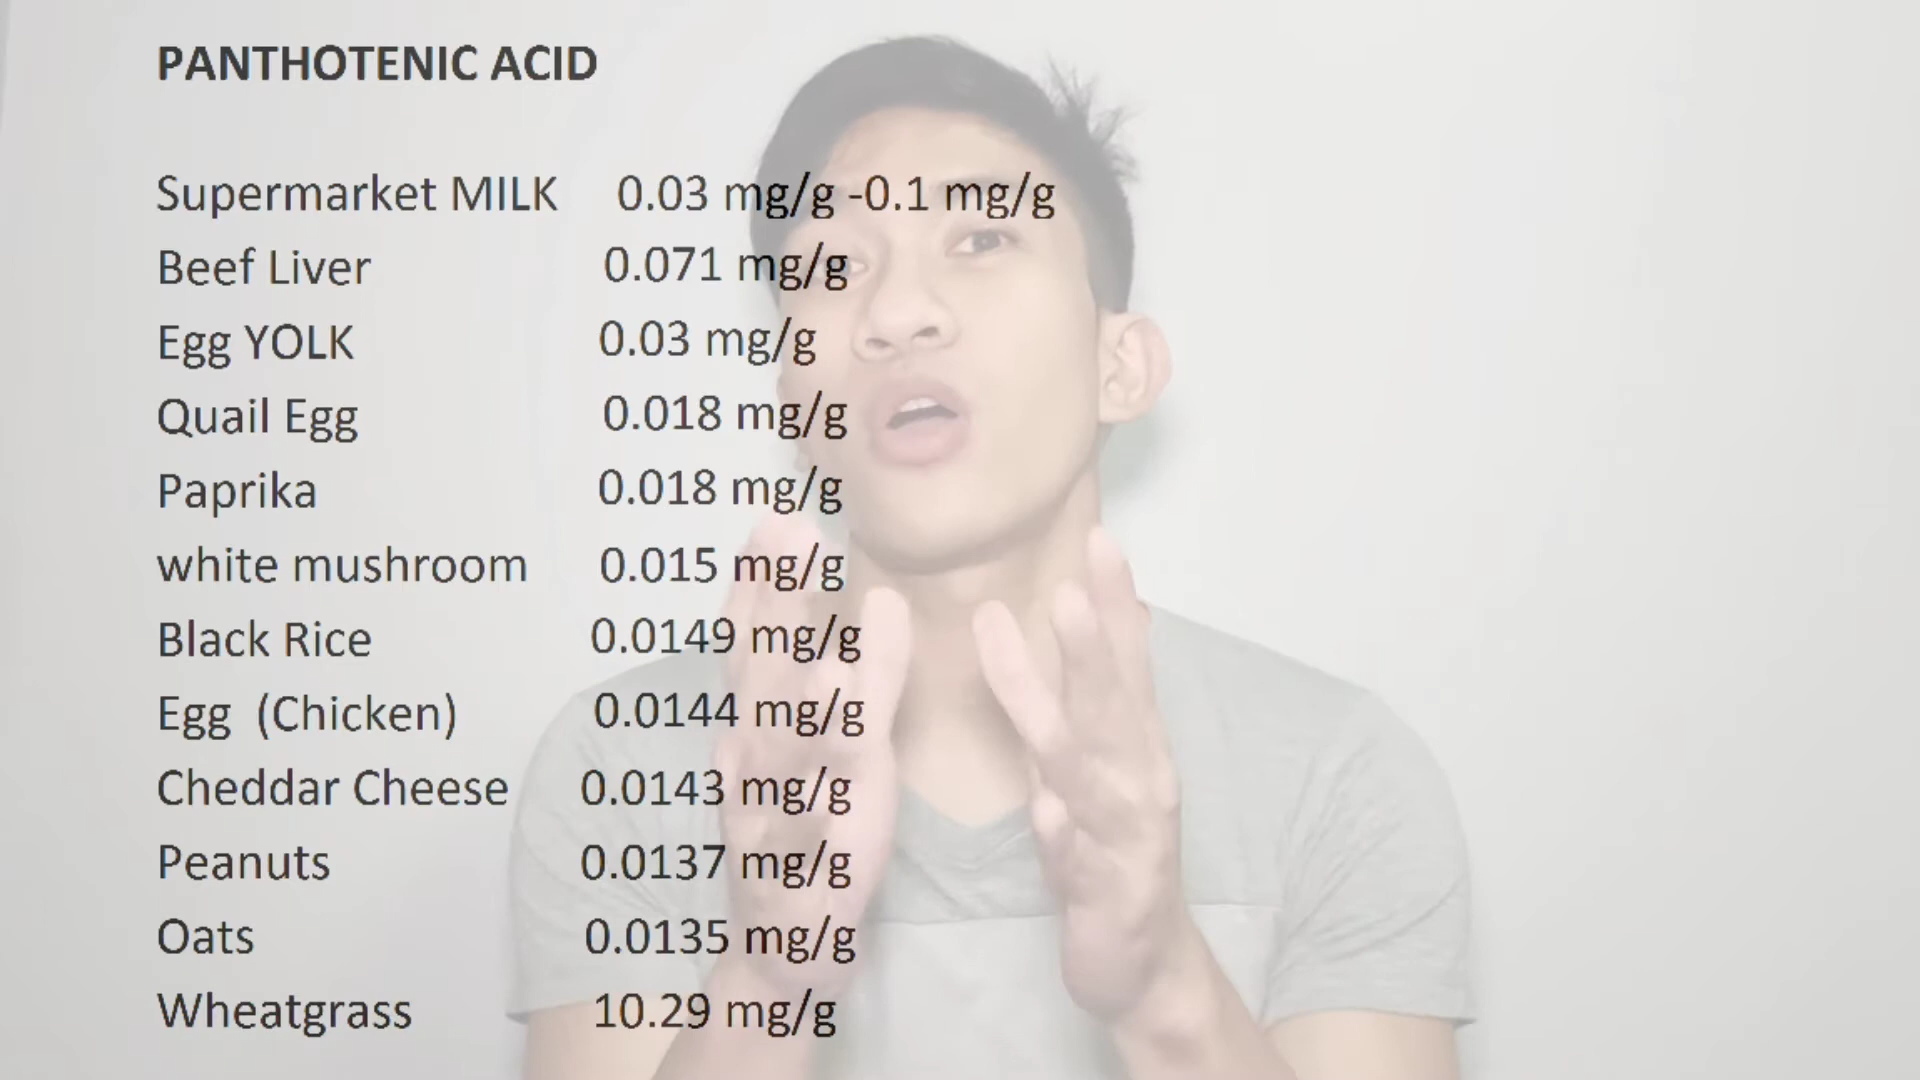 PANTHOTENIC ACID
Supermarket MILK 0.03 mg/g -0.1 mg/g
Beef Liver 0.071 mg/g
Egg YOLK 0.03 mg/g
Quail Egg 0.018 mg/g
Paprika 0.018 mg/g
white mushroom 0.015 mg/g
Black Rice 0.0149 mg/g
Egg (Chicken) 0.0144 mg/g
Cheddar Cheese 0.0143 mg/g
Peanuts 0.0137 mg/g
Oats 0.0135 mg/g
Wheatgrass 10.29 mg/g